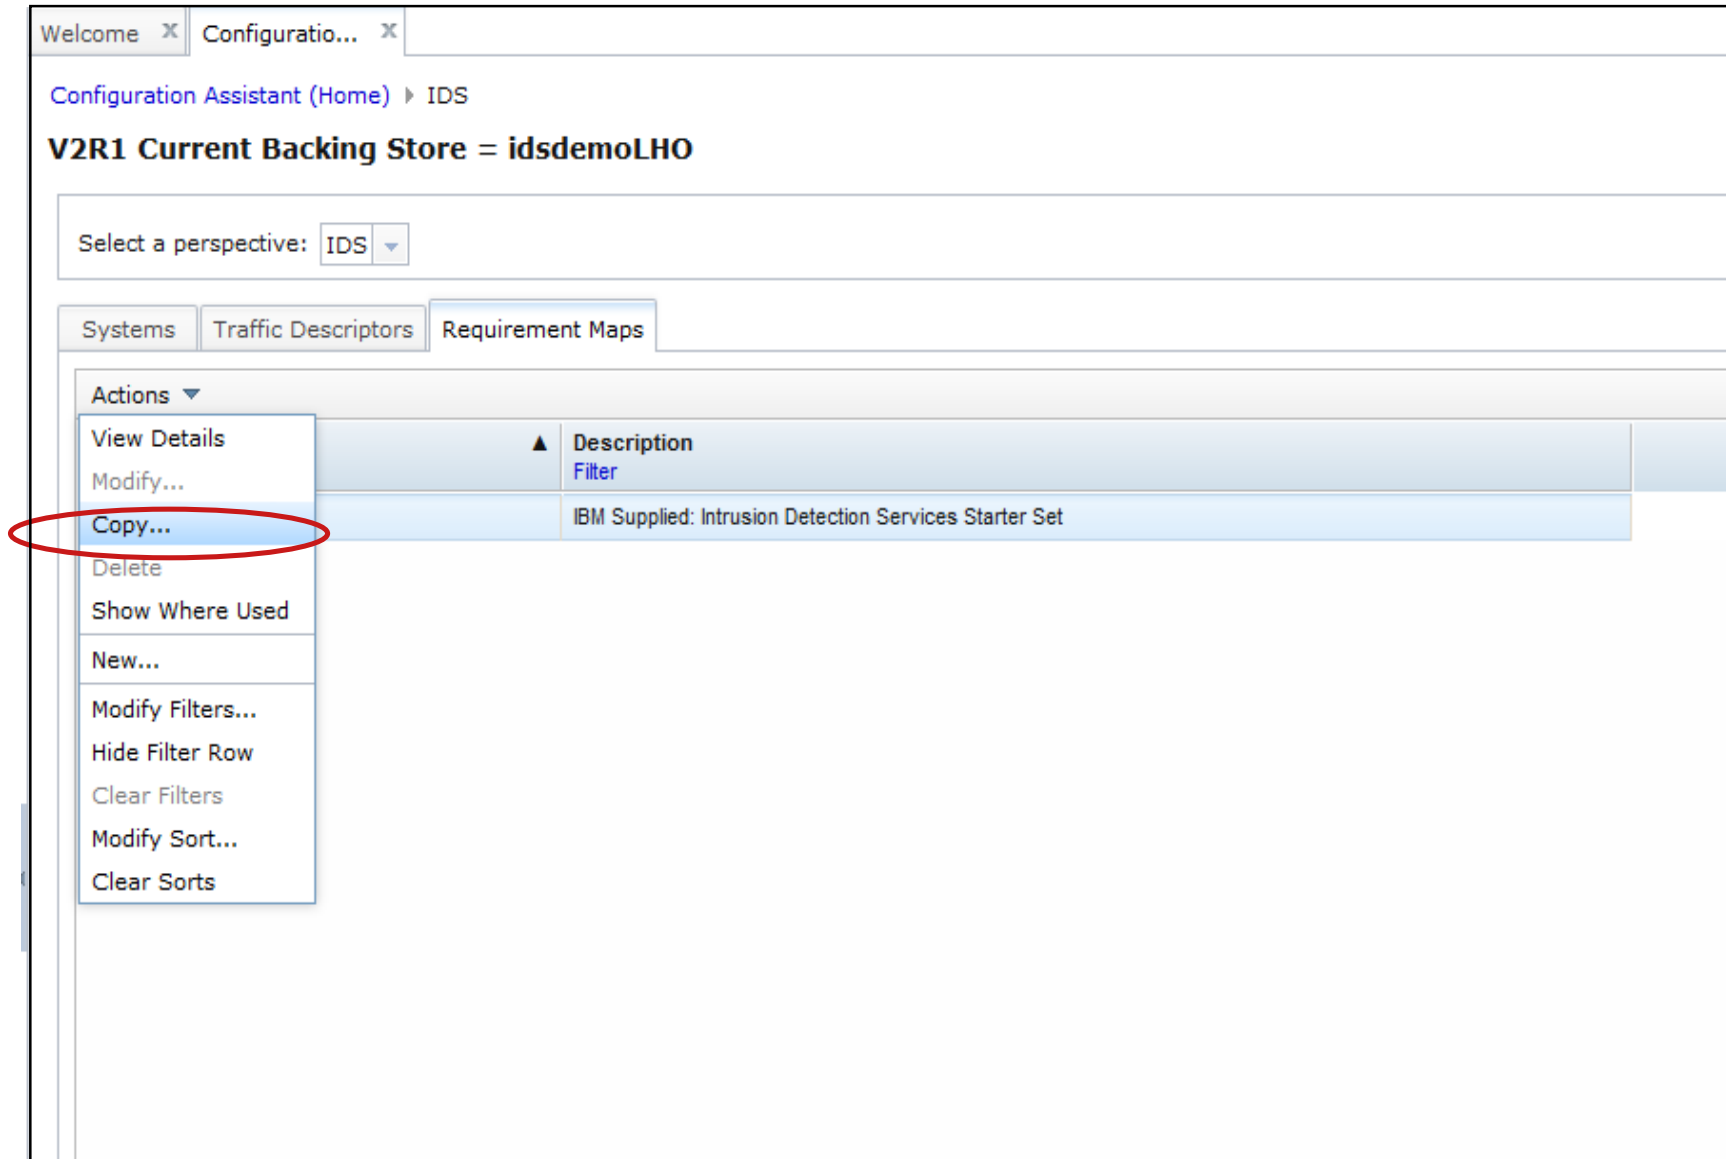 Welcome X Configuratio... X
Configuration Assistant (Home) IDS
V2R1 Current Backing Store = idsdemoLHO
Select a perspective: IDS
Systems Traffic Descriptors Requirement Maps
Actions
View Details
Modify...
Copy...
Delete
Show Where Used
New...
Modify Filters...
Hide Filter Row
Clear Filters
Modify Sort...
Clear Sorts
Description
Filter
IBM Supplied: Intrusion Detection Services Starter Set